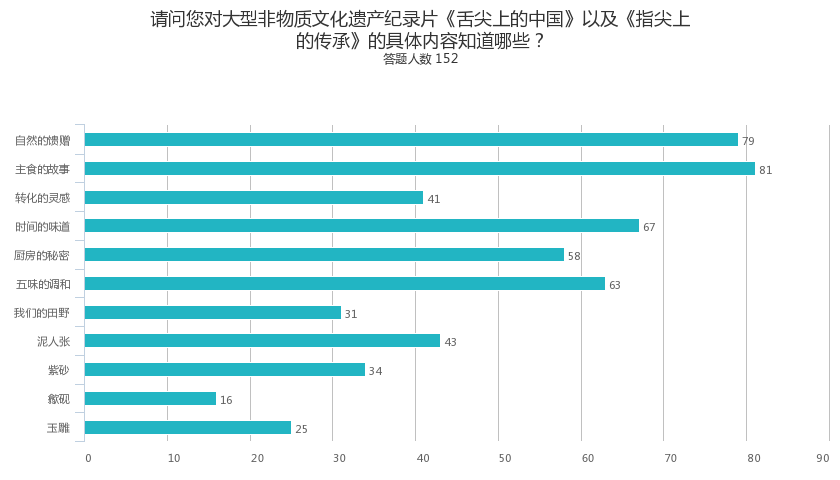 请问您对大型非物质文化遗产纪录片《舌尖上的中国》以及《指尖上
的传承》的具体内容知道哪些？
答题人数 152
自然的馈赠 79
主食的故事 81
转化的灵感 41
时间的味道 67
厨房的秘密 58
五味的调和 63
我们的田野 31
泥人张 43
紫砂 34
歙砚 16
玉雕 25
0 10 20 30 40 50 60 70 80 90